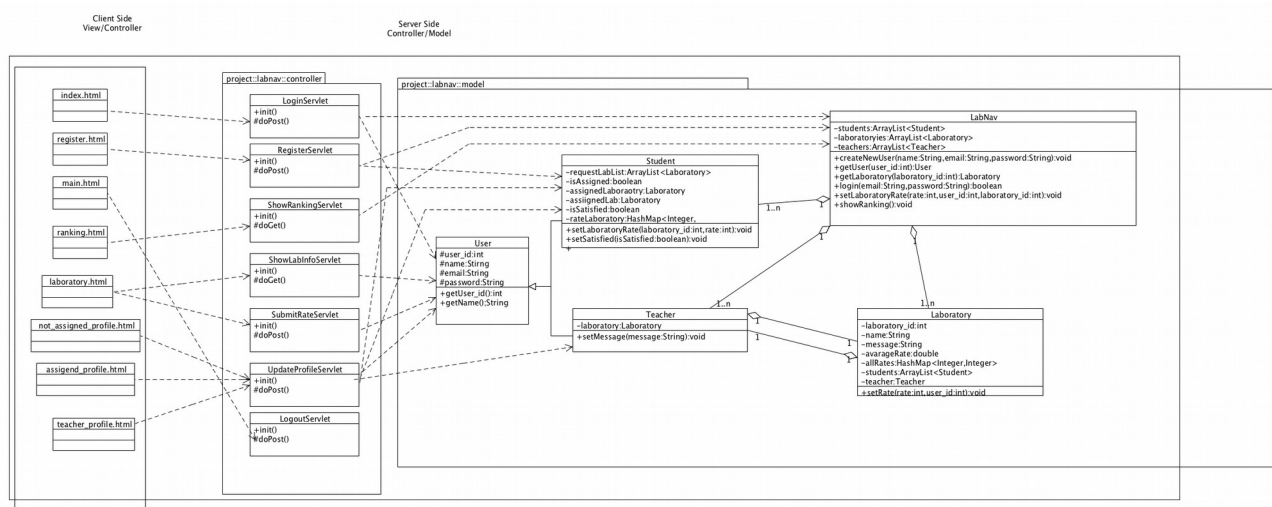 Client Side
View/Controller
Server Side
Controller/Model
index.html
register.html
main.html
ranking.html
laboratory.html
not_assigned_profile.html
assigend_profile.html
teacher_profile.html
project::labnav::controller
LoginServlet
+init()
#doPost()
RegisterServlet
+init()
#doPost()
ShowRankingServlet
+init()
#doGet()
ShowLabInfoServlet
+init()
#doGet()
SubmitRateServlet
+init()
#doPost()
UpdateProfileServlet
+init()
#doPost()
LogoutServlet
+init()
#doPost()
project::labnav::model
User
#user_id:int
#name:Stirng
#email:String
#password:String
+getUser_id():int
+getName();String
Student
-requestLabList:ArrayList<Laboratory>
-isAssigned:boolean
-assignedLaboraotry:Laboratory
-assiignedLab:Laboratory
-isSatisfied:boolean
-rateLaboratory:HashMap<Integer,
+setLaboratoryRate(laboratory_id:int,rate:int):void
+setSatisfied(isSatisfied:boolean):void
+
1..n
1
LabNav
-students:ArrayList<Student>
-laboratoryies:ArrayList<Laboratory>
-teachers:ArrayList<Teacher>
+createNewUser(name:String,email:String,password:String):void
+getUser(user_id:int):User
+getLaboratory(laboratory_id:int):Laboratory
+login(email:String,password:String):boolean
+setLaboratoryRate(rate:int,user_id:int,laboratory_id:int):void
+showRanking():void
1
1
1..n
1..n
Teacher
-laboratory:Laboratory
+setMessage(message:String):void
1
1
1
1
Laboratory
-laboratory_id:int
-name:String
-message:String
-avarageRate:double
-allRates:HashMap<Integer,Integer>
-students:ArrayList<Student>
-teacher:Teacher
+setRate(rate:int,user_id:int):void